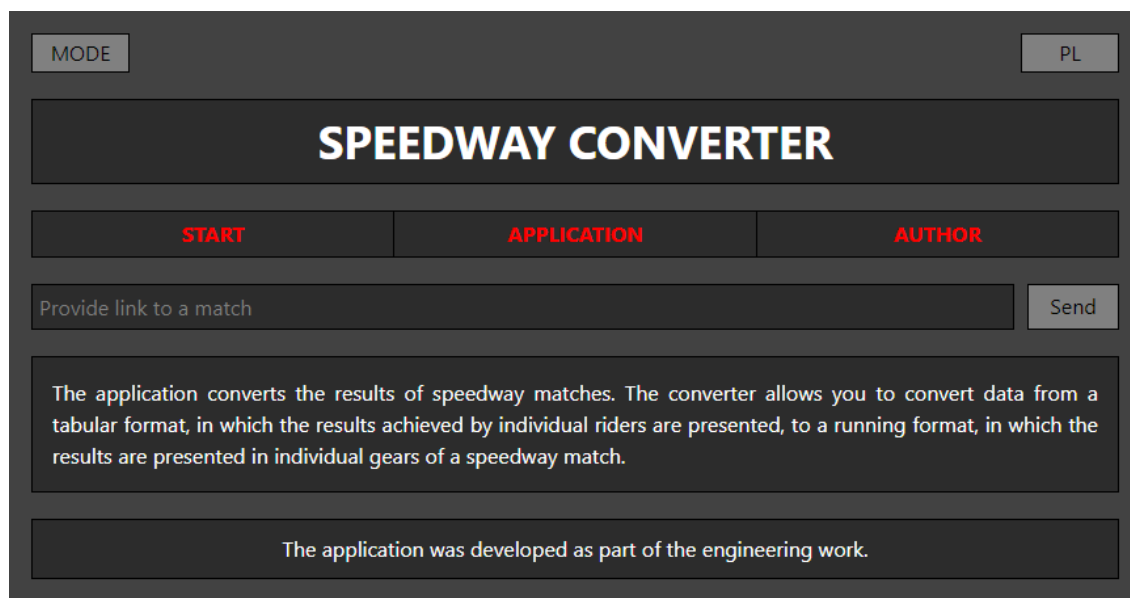 MODE
PL
SPEEDWAY CONVERTER
START
APPLICATION
AUTHOR
Provide link to a match
Send
The application converts the results of speedway matches. The converter allows you to convert data from a
tabular format, in which the results achieved by individual riders are presented, to a running format, in which the
results are presented in individual gears of a speedway match.
The application was developed as part of the engineering work.